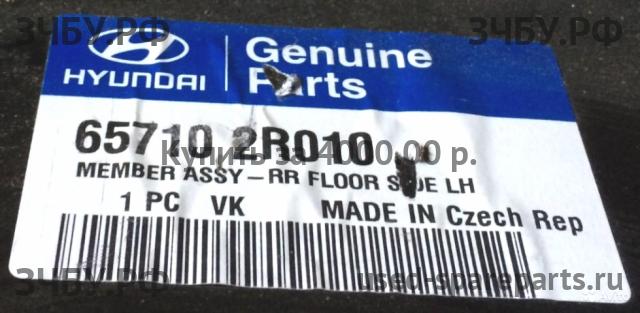 ЗЧБУ.РФ ЗЧБУ.РФ
HYUNDAI
Genuine
Parts
65710 2R010
Купить за 4000.00 р.
MEMBER ASSY-RR FLOOR SIDE LH
1 PC VK MADE IN Czech Rep
ЗЧБУ.РФ
used-spareparts.ru